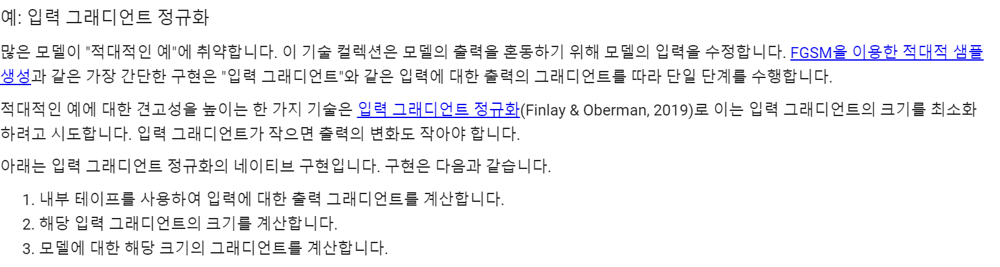 예: 입력 그래디언트 정규화
많은 모델이 "적대적인 예"에 취약합니다. 이 기술 컬렉션은 모델의 출력을 혼동하기 위해 모델의 입력을 수정합니다. FGSM을 이용한 적대적 샘플
생성과 같은 가장 간단한 구현은 "입력 그래디언트"와 같은 입력에 대한 출력의 그래디언트를 따라 단일 단계를 수행합니다.
적대적인 예에 대한 견고성을 높이는 한 가지 기술은 입력 그래디언트 정규화(Finlay & Oberman, 2019)로 이는 입력 그래디언트의 크기를 최소화
하려고 시도합니다. 입력 그래디언트가 작으면 출력의 변화도 작아야 합니다.
아래는 입력 그래디언트 정규화의 네이티브 구현입니다. 구현은 다음과 같습니다.
1. 내부 테이프를 사용하여 입력에 대한 출력 그래디언트를 계산합니다.
2. 해당 입력 그래디언트의 크기를 계산합니다.
3. 모델에 대한 해당 크기의 그래디언트를 계산합니다.